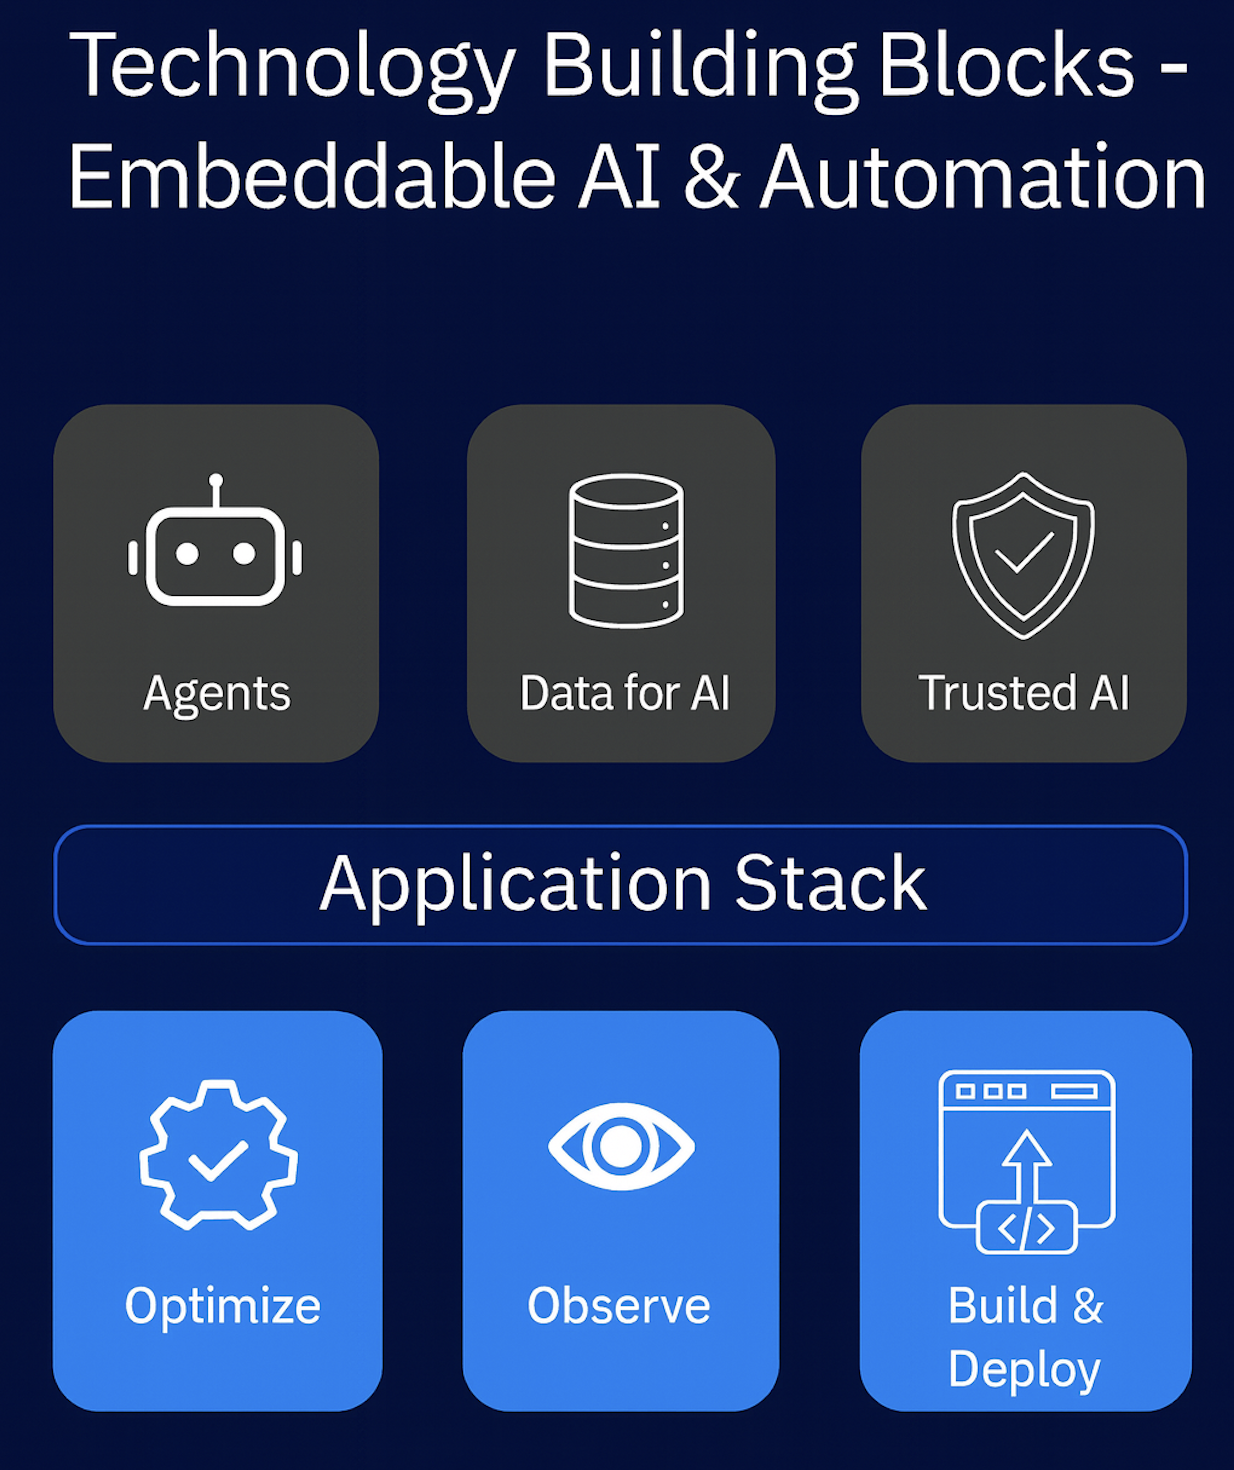 Technology Building Blocks -
Embeddable AI & Automation
Agents
Data for AI
Trusted AI
Application Stack
Optimize
Observe
</>
Build &
Deploy